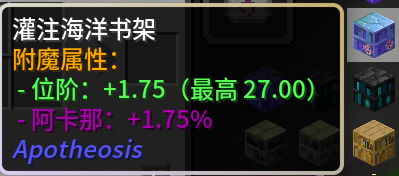 灌注海洋书架
附魔属性：
- 位阶：+1.75（最高 27.00）
- 阿卡那：+1.75%
Apotheosis